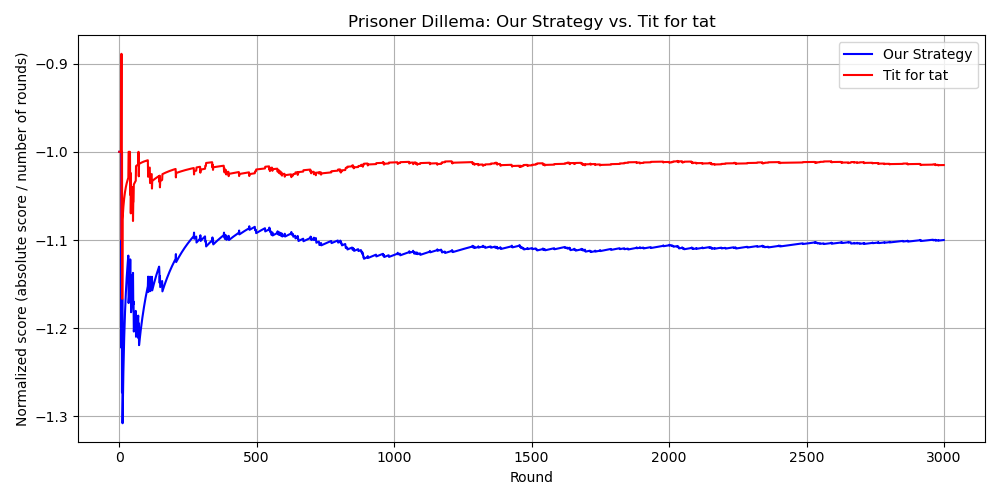 Prisoner Dillema: Our Strategy vs. Tit for tat
Our Strategy
Tit for tat
Normalized score (absolute score / number of rounds)
−0.9
−1.0
−1.1
−1.2
−1.3
0 500 1000 1500 2000 2500 3000
Round